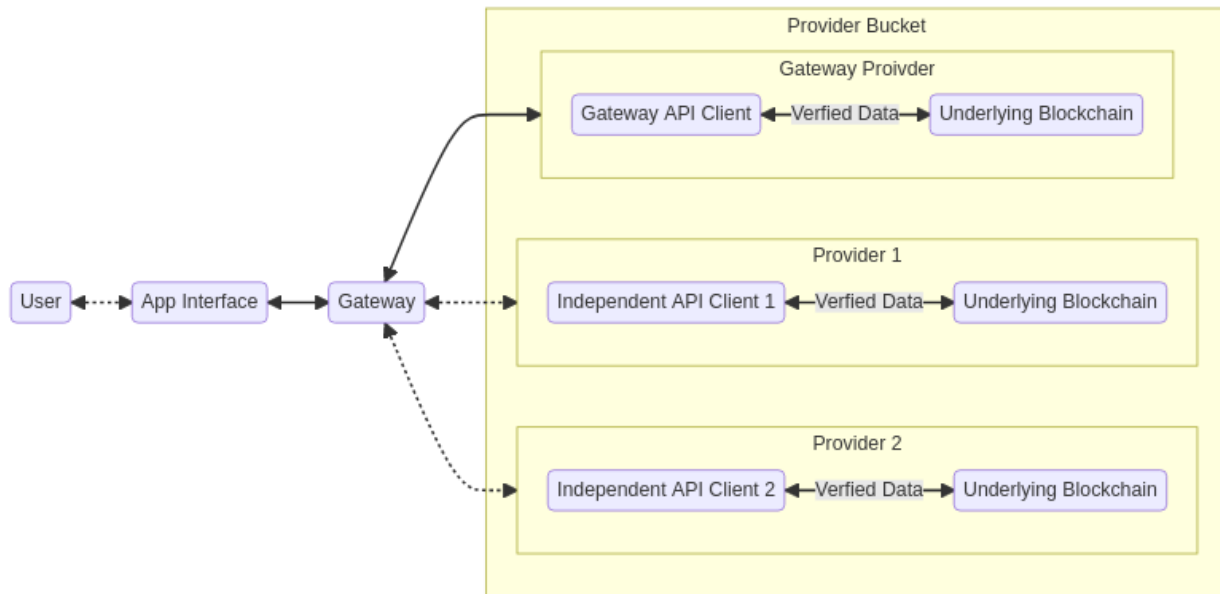 Provider Bucket
Gateway Proivder
Gateway API Client
Verfied Data
Underlying Blockchain
Provider 1
User
App Interface
Gateway
Independent API Client 1
Verfied Data
Underlying Blockchain
Provider 2
Independent API Client 2
Verfied Data
Underlying Blockchain